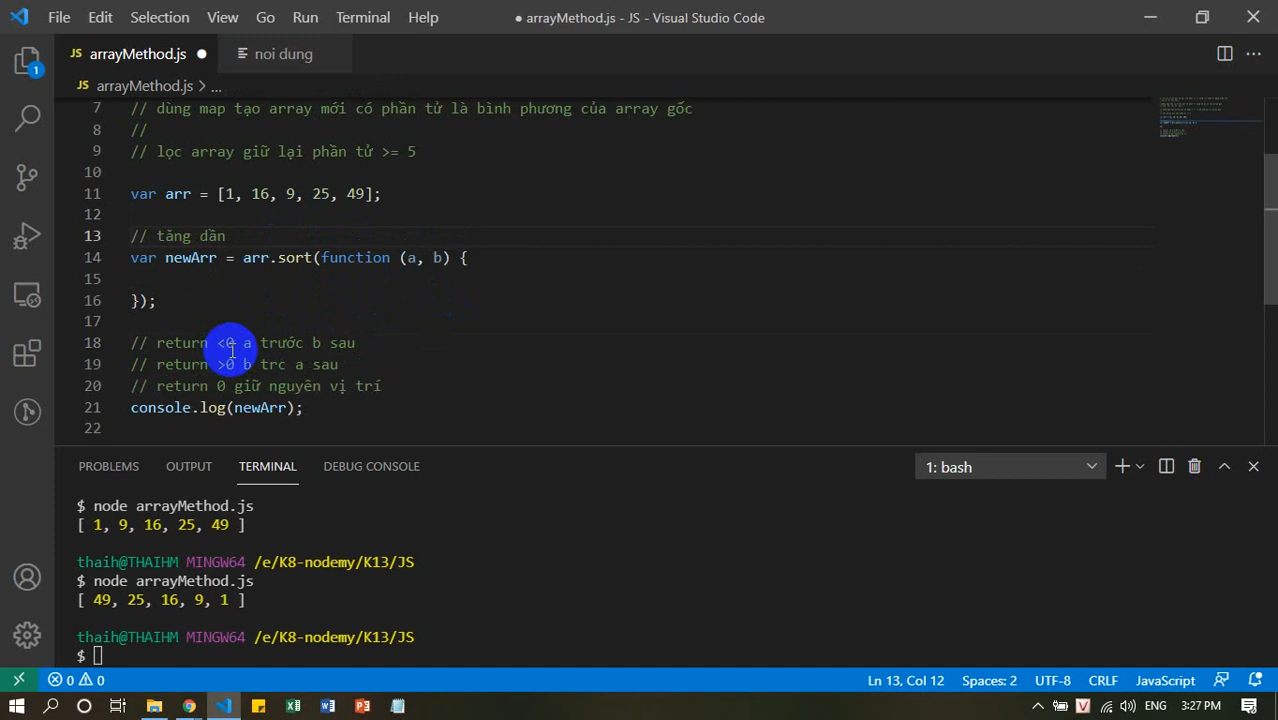 File Edit Selection View Go Run Terminal Help ● arrayMethod.js - JS - Visual Studio Code
JS arrayMethod.js ● noi dung
JS arrayMethod.js > ...
1
7 // dùng map tạo array mới có phần tử là bình phương của array gốc
8 //
9 // lọc array giữ lại phần tử >= 5
10
11 var arr = [1, 16, 9, 25, 49];
12
13 // tăng dần
14 var newArr = arr.sort(function (a, b) {
15
16 });
17
18 // return <0 a trước b sau
19 // return >0 b trc a sau
20 // return 0 giữ nguyên vị trí
21 console.log(newArr);
22
PROBLEMS OUTPUT TERMINAL DEBUG CONSOLE 1: bash
$ node arrayMethod.js
[ 1, 9, 16, 25, 49 ]
thaih@THAIHM MINGW64 /e/K8-nodemy/K13/JS
$ node arrayMethod.js
[ 49, 25, 16, 9, 1 ]
thaih@THAIHM MINGW64 /e/K8-nodemy/K13/JS
$
0 0 Ln 13, Col 12 Spaces: 2 UTF-8 CRLF JavaScript
V ENG 3:27 PM